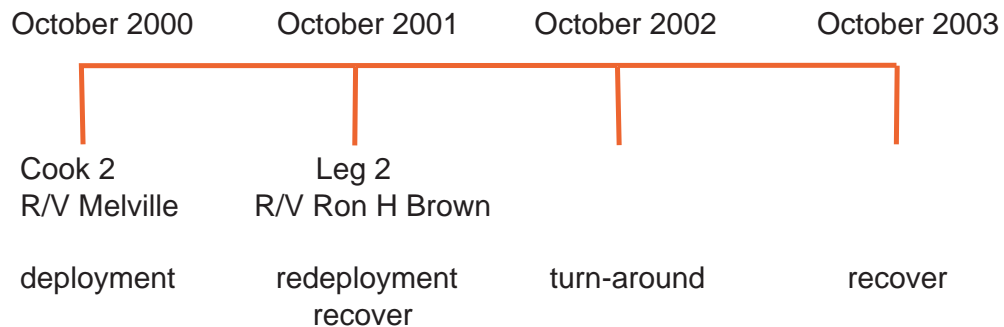 October 2000 October 2001 October 2002 October 2003
Cook 2 Leg 2
R/V Melville R/V Ron H Brown
deployment redeployment turn-around recover
recover